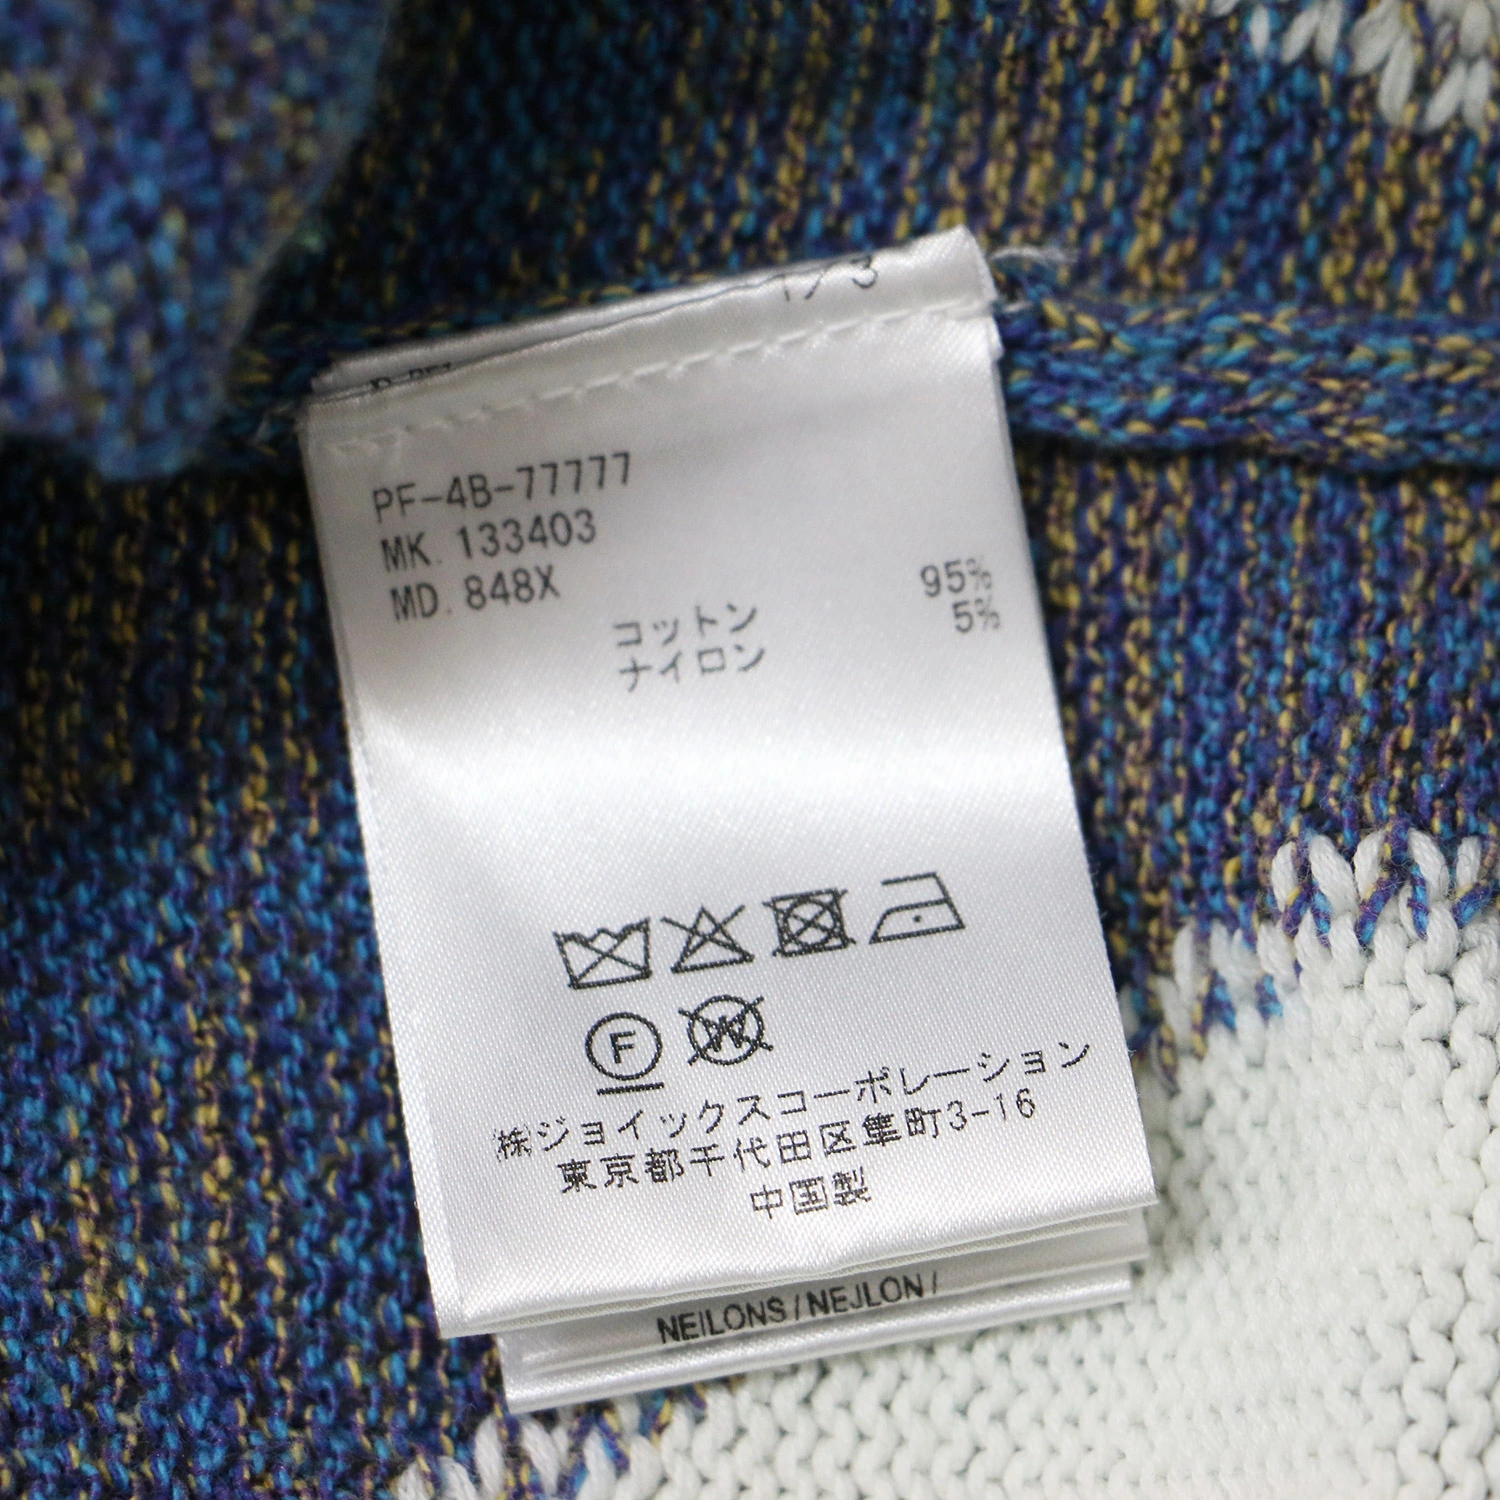 1/3
PF-4B-77777
MK. 133403
MD. 848X
コットン 95%
ナイロン 5%
F W
㈱ジョイックスコーポレーション
東京都千代田区隼町3-16
中国製
NEILONS / NEJLON /